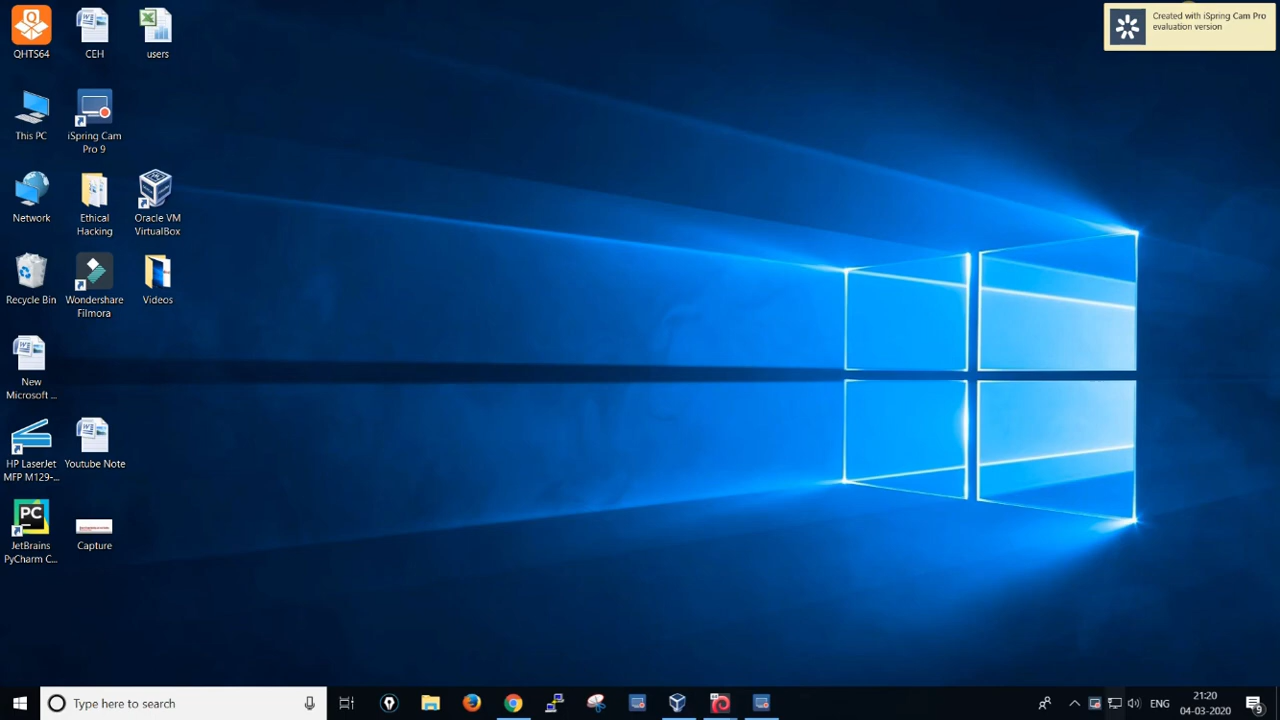 QHTS64
CEH
users
Created with iSpring Cam Pro
evaluation version
This PC
iSpring Cam
Pro 9
Network
Ethical
Hacking
Oracle VM
VirtualBox
Recycle Bin
Wondershare
Filmora
Videos
New
Microsoft ...
HP LaserJet
MFP M129-...
Youtube Note
PC
JetBrains
PyCharm C...
Capture
Type here to search
ENG
21:20
04-03-2020
9